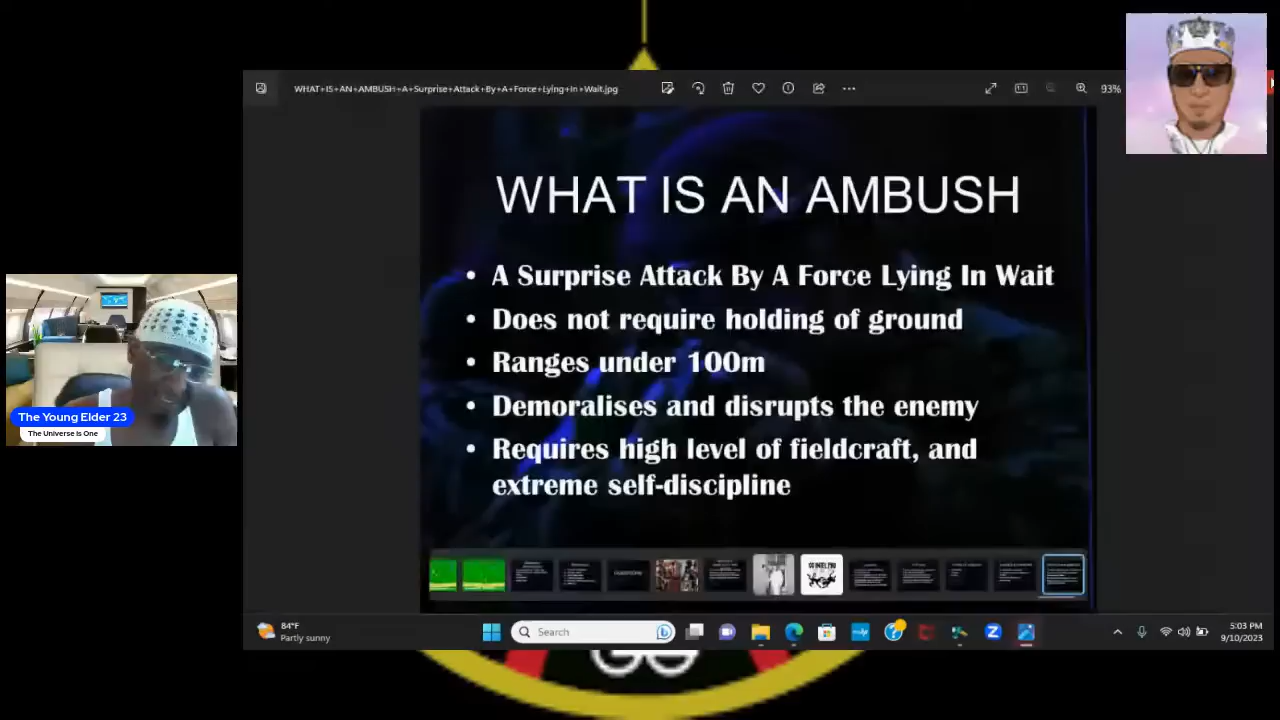 WHAT+IS+AN+AMBUSH+A+Surprise+Attack+By+A+Force+Lying+In+Wait.jpg
93%
WHAT IS AN AMBUSH
• A Surprise Attack By A Force Lying In Wait
• Does not require holding of ground
• Ranges under 100m
• Demoralises and disrupts the enemy
• Requires high level of fieldcraft, and
extreme self-discipline
The Young Elder 23
The Universe Is One
84°F
Partly sunny
Search
5:03 PM
9/10/2023